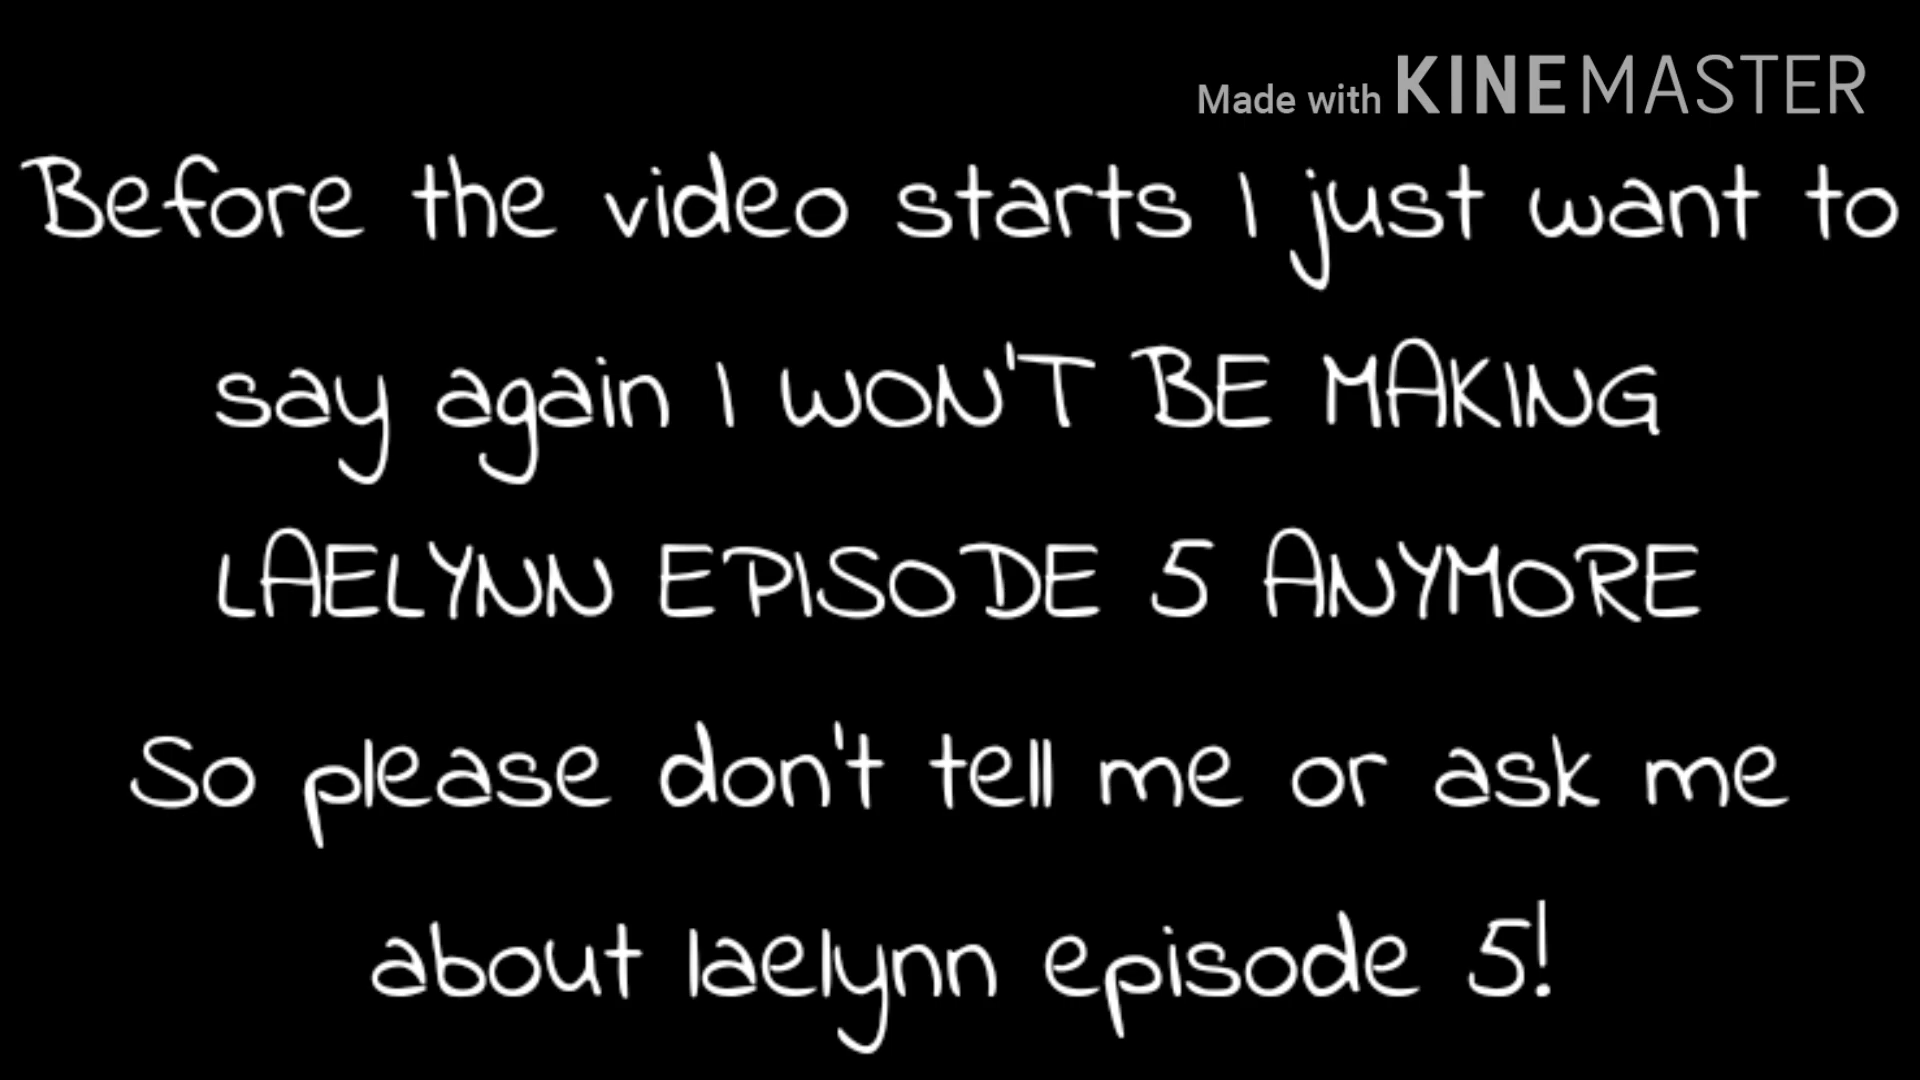 Made with KINEMASTER
Before the video starts I just want to
say again I WON'T BE MAKING
LAELYNN EPISODE 5 ANYMORE
So please don't tell me or ask me
about laelynn episode 5!